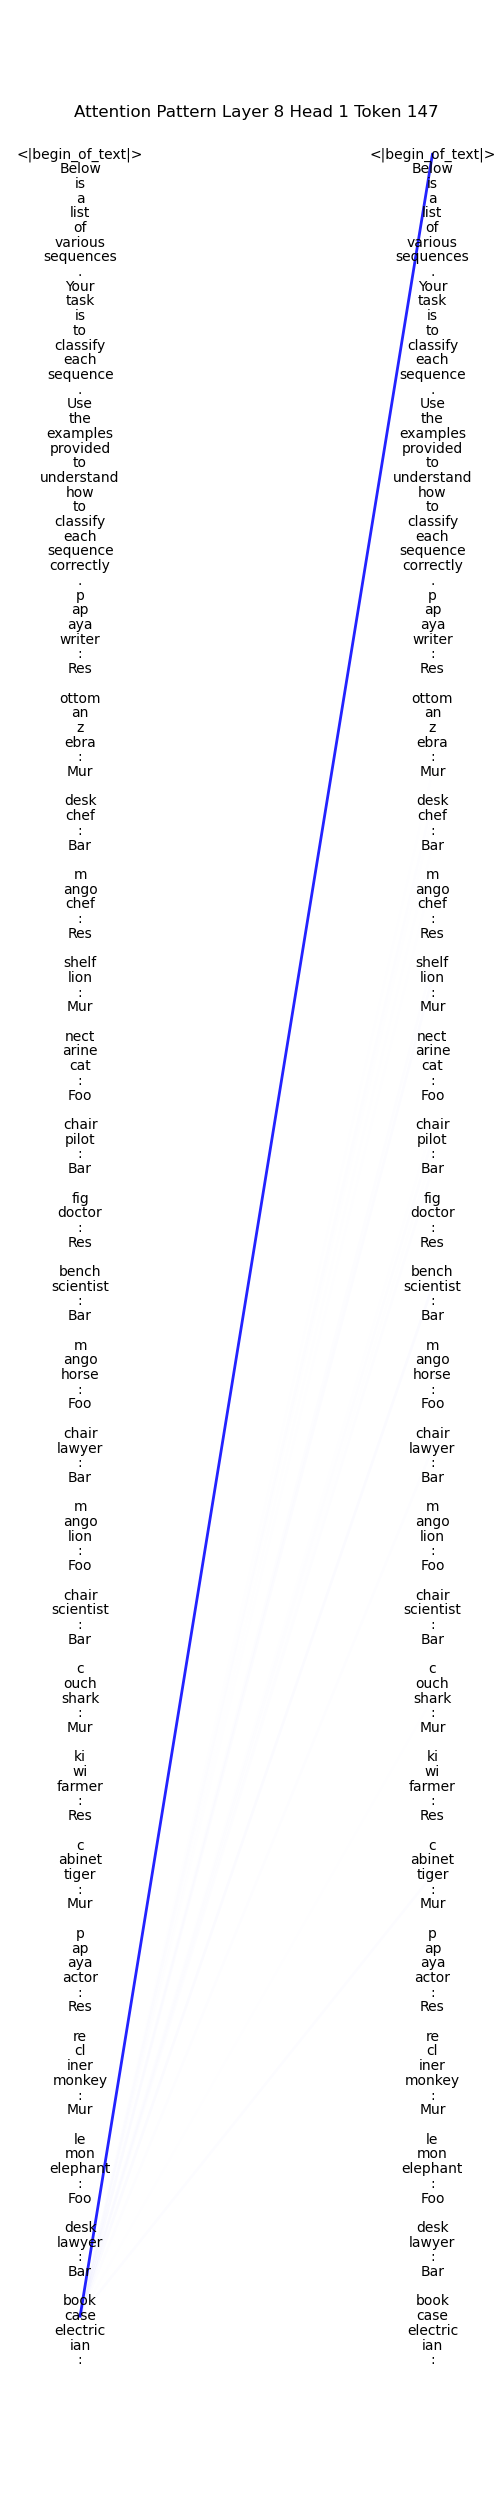 Attention Pattern Layer 8 Head 1 Token 147
<|begin_of_text|>
Below
is
a
list
of
various
sequences
.
Your
task
is
to
classify
each
sequence
.
Use
the
examples
provided
to
understand
how
to
classify
each
sequence
correctly
.
p
ap
aya
writer
:
Res
ottom
an
z
ebra
:
Mur
desk
chef
:
Bar
m
ango
chef
:
Res
shelf
lion
:
Mur
nect
arine
cat
:
Foo
chair
pilot
:
Bar
fig
doctor
:
Res
bench
scientist
:
Bar
m
ango
horse
:
Foo
chair
lawyer
:
Bar
m
ango
lion
:
Foo
chair
scientist
:
Bar
c
ouch
shark
:
Mur
ki
wi
farmer
:
Res
c
abinet
tiger
:
Mur
p
ap
aya
actor
:
Res
re
cl
iner
monkey
:
Mur
le
mon
elephant
:
Foo
desk
lawyer
:
Bar
book
case
electric
ian
:
<|begin_of_text|>
Below
is
a
list
of
various
sequences
.
Your
task
is
to
classify
each
sequence
.
Use
the
examples
provided
to
understand
how
to
classify
each
sequence
correctly
.
p
ap
aya
writer
:
Res
ottom
an
z
ebra
:
Mur
desk
chef
:
Bar
m
ango
chef
:
Res
shelf
lion
:
Mur
nect
arine
cat
:
Foo
chair
pilot
:
Bar
fig
doctor
:
Res
bench
scientist
:
Bar
m
ango
horse
:
Foo
chair
lawyer
:
Bar
m
ango
lion
:
Foo
chair
scientist
:
Bar
c
ouch
shark
:
Mur
ki
wi
farmer
:
Res
c
abinet
tiger
:
Mur
p
ap
aya
actor
:
Res
re
cl
iner
monkey
:
Mur
le
mon
elephant
:
Foo
desk
lawyer
:
Bar
book
case
electric
ian
: